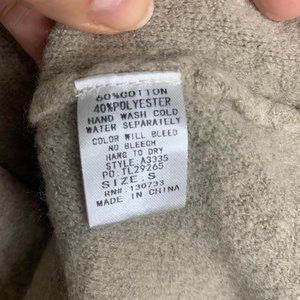 60%COTTON
40%POLYESTER
HAND WASH COLD
WATER SEPARATELY
COLOR WILL BLEED
NO BLEECH
HANG TO DRY
STYLE.A3335
PO.TL29265
SIZE:S
RN#:130733
MADE IN CHINA